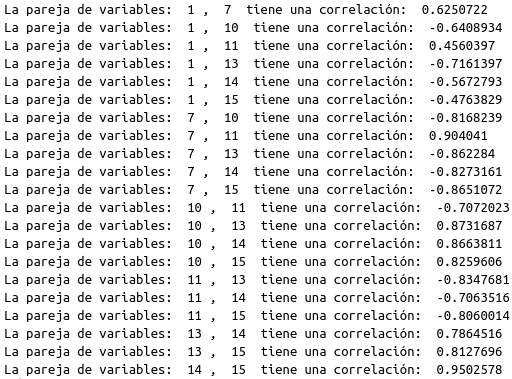 La pareja de variables:  1 ,  7  tiene una correlación:  0.6250722
La pareja de variables:  1 ,  10  tiene una correlación:  -0.6408934
La pareja de variables:  1 ,  11  tiene una correlación:  0.4560397
La pareja de variables:  1 ,  13  tiene una correlación:  -0.7161397
La pareja de variables:  1 ,  14  tiene una correlación:  -0.5672793
La pareja de variables:  1 ,  15  tiene una correlación:  -0.4763829
La pareja de variables:  7 ,  10  tiene una correlación:  -0.8168239
La pareja de variables:  7 ,  11  tiene una correlación:  0.904041
La pareja de variables:  7 ,  13  tiene una correlación:  -0.862284
La pareja de variables:  7 ,  14  tiene una correlación:  -0.8273161
La pareja de variables:  7 ,  15  tiene una correlación:  -0.8651072
La pareja de variables:  10 ,  11  tiene una correlación:  -0.7072023
La pareja de variables:  10 ,  13  tiene una correlación:  0.8731687
La pareja de variables:  10 ,  14  tiene una correlación:  0.8663811
La pareja de variables:  10 ,  15  tiene una correlación:  0.8259606
La pareja de variables:  11 ,  13  tiene una correlación:  -0.8347681
La pareja de variables:  11 ,  14  tiene una correlación:  -0.7063516
La pareja de variables:  11 ,  15  tiene una correlación:  -0.8060014
La pareja de variables:  13 ,  14  tiene una correlación:  0.7864516
La pareja de variables:  13 ,  15  tiene una correlación:  0.8127696
La pareja de variables:  14 ,  15  tiene una correlación:  0.9502578